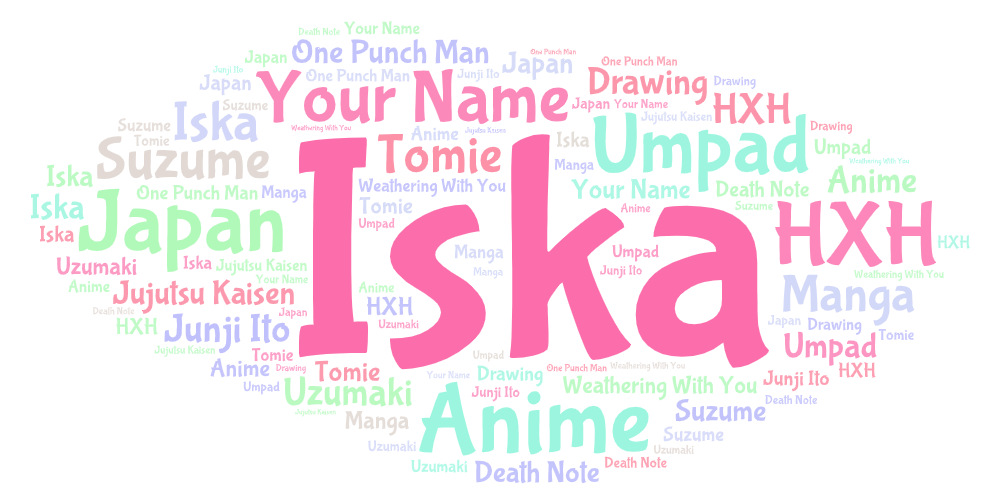 Death Note
Your Name
Japan
One Punch Man
One Punch Man
One Punch Man
Junji Ito
Japan
One Punch Man
Junji Ito
Japan
Drawing
Drawing
Suzume
Your Name
Japan
Your Name
HXH
Suzume
Tomie
Iska
Weathering With You
Anime
Jujutsu Kaisen
Iska
Jujutsu Kaisen
Umpad
Drawing
Umpad
Suzume
Tomie
Manga
Weathering With You
Iska
Iska
One Punch Man
Manga
Weathering With You
Your Name
Death Note
Anime
Iska
Japan
Tomie
Umpad
Anime
Suzume
HXH
HXH
Iska
Uzumaki
Iska
Jujutsu Kaisen
Manga
Manga
Umpad
Junji Ito
Weathering With You
Anime
Jujutsu Kaisen
Your Name
Anime
Manga
Death Note
HXH
Junji Ito
Japan
HXH
Uzumaki
Japan
Drawing
Tomie
Jujutsu Kaisen
Tomie
Umpad
Anime
Drawing
Tomie
Umpad
One Punch Man
Weathering With You
HXH
Umpad
Uzumaki
Your Name
Drawing
Weathering With You
Junji Ito
Jujutsu Kaisen
Manga
Junji Ito
Anime
Suzume
Death Note
Uzumaki
Suzume
Uzumaki
Uzumaki
Death Note
Death Note